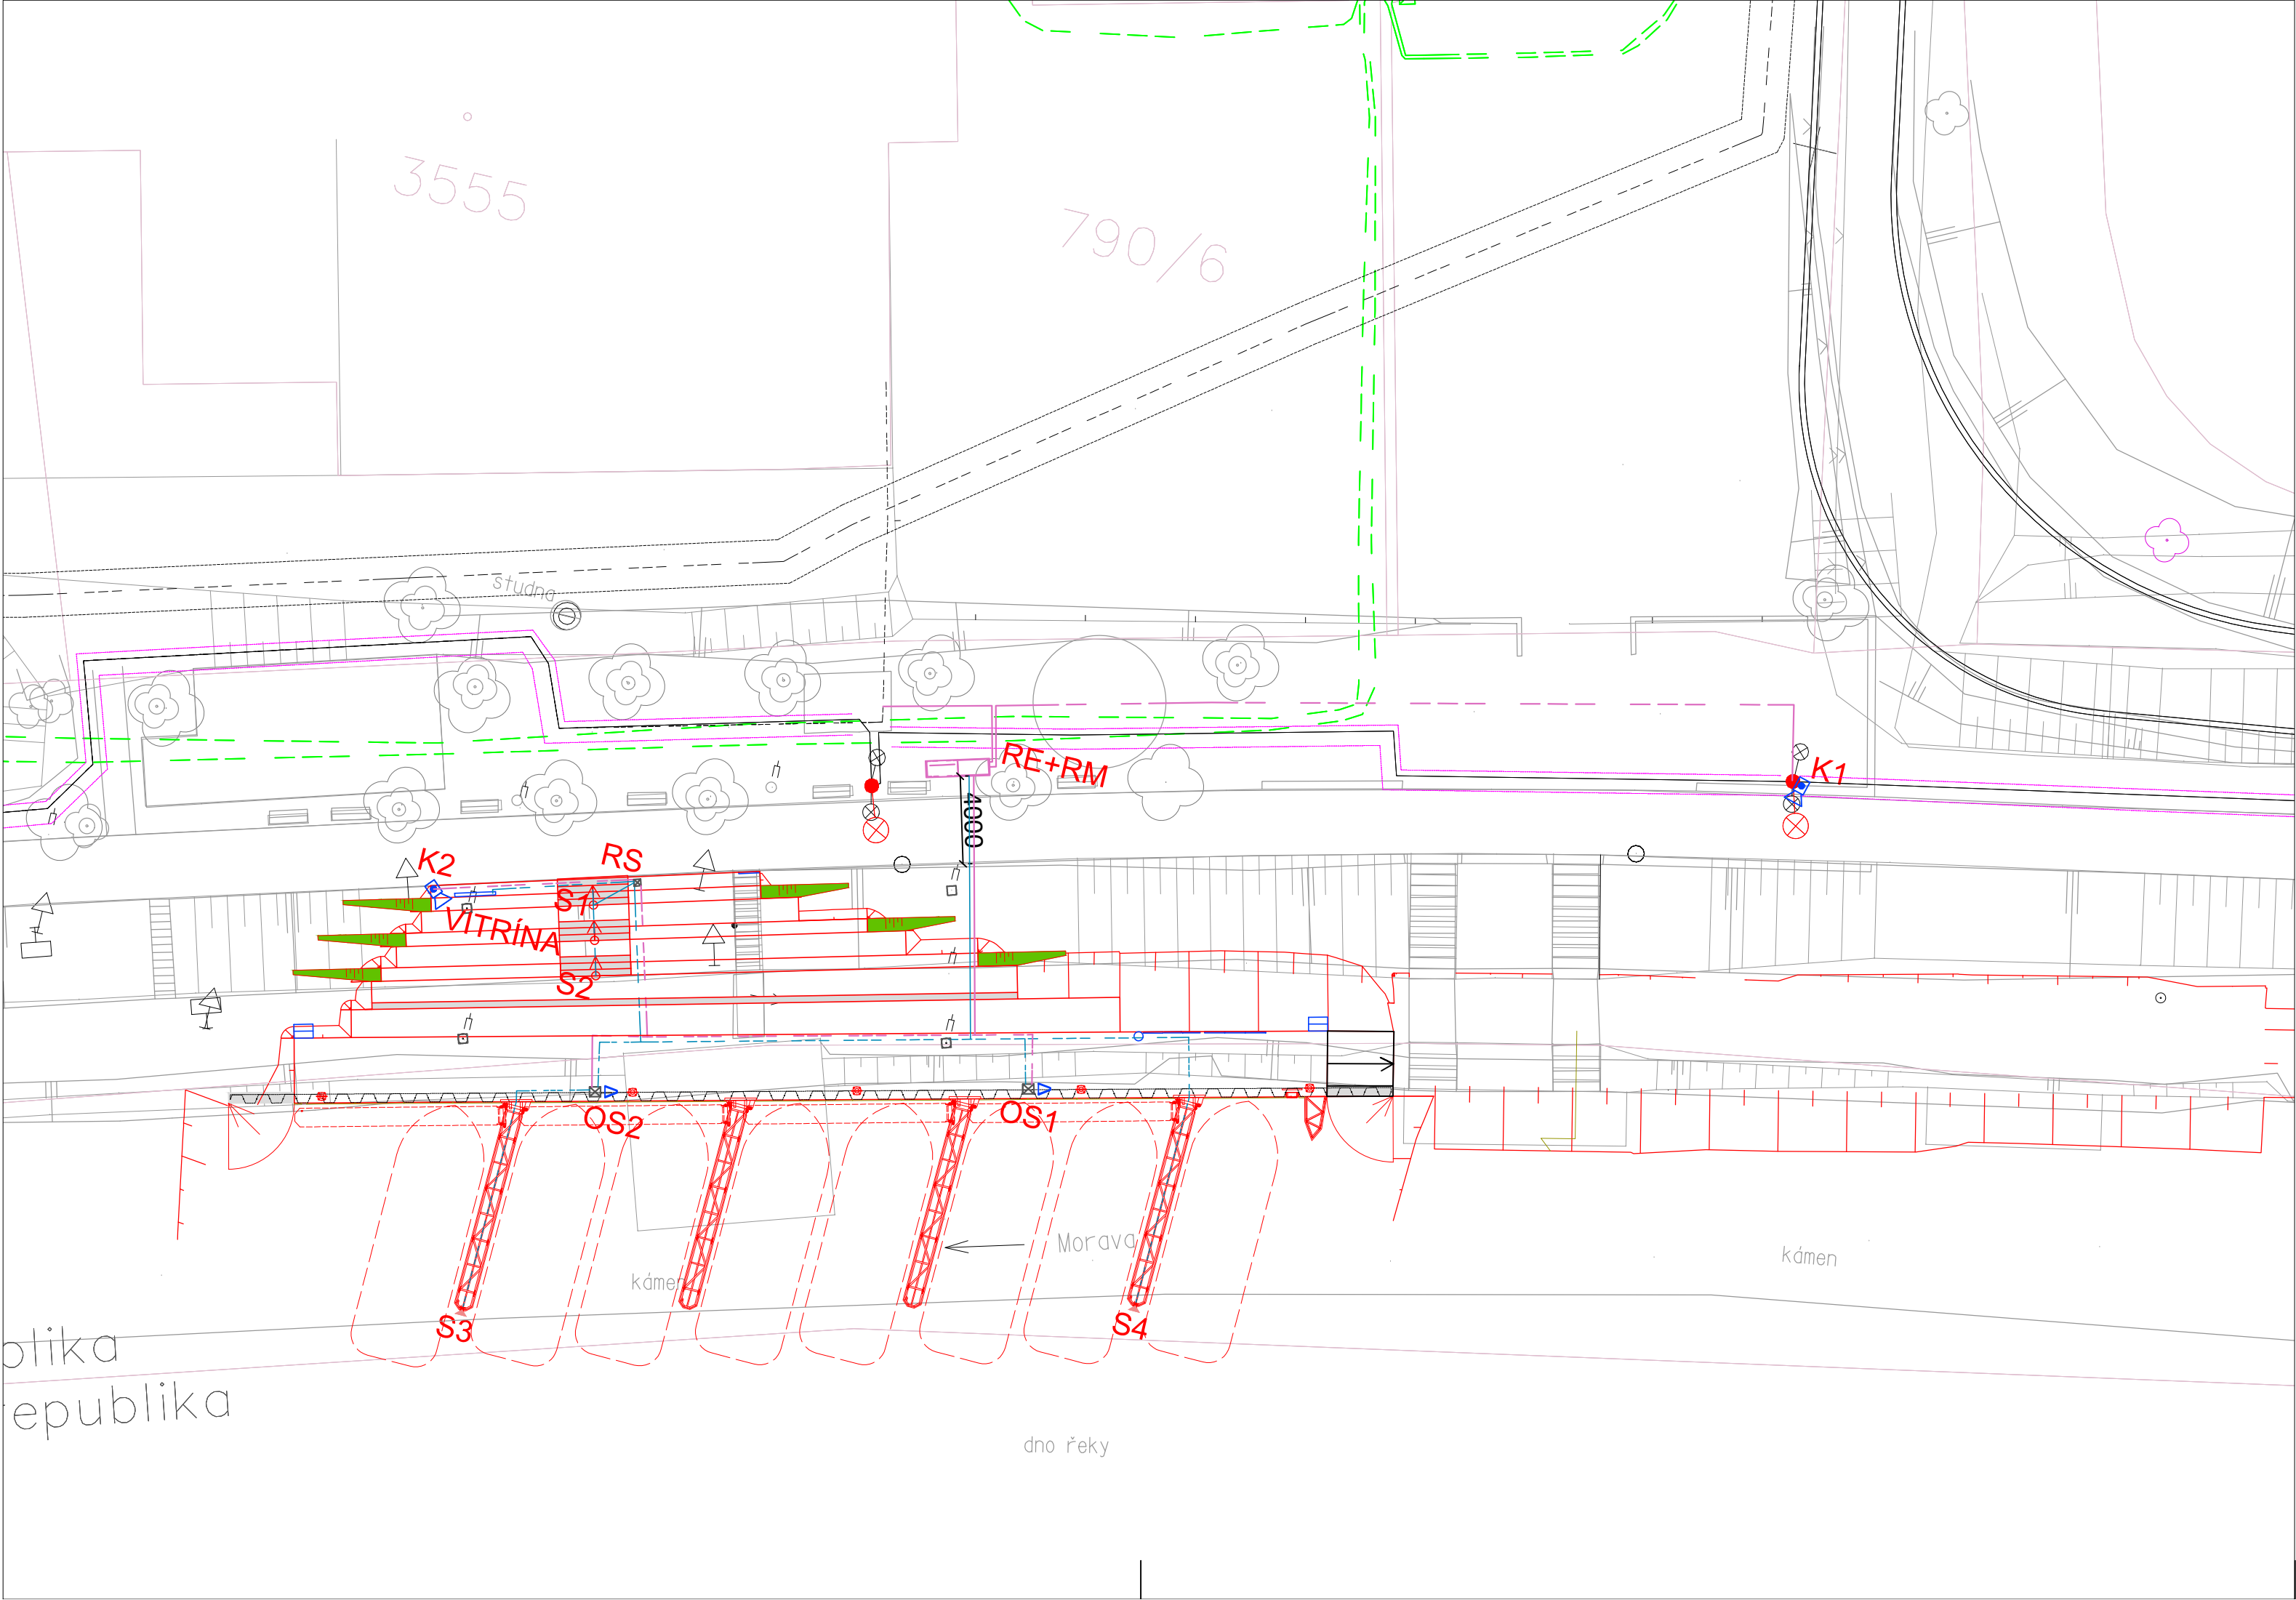 3555
790/6
studna
RE+RM
K1
4000
K2
RS
S1
VITRÍNA
S2
OS2
OS1
Morava
kámen
kámen
S3
S4
olika
epublika
dno řeky